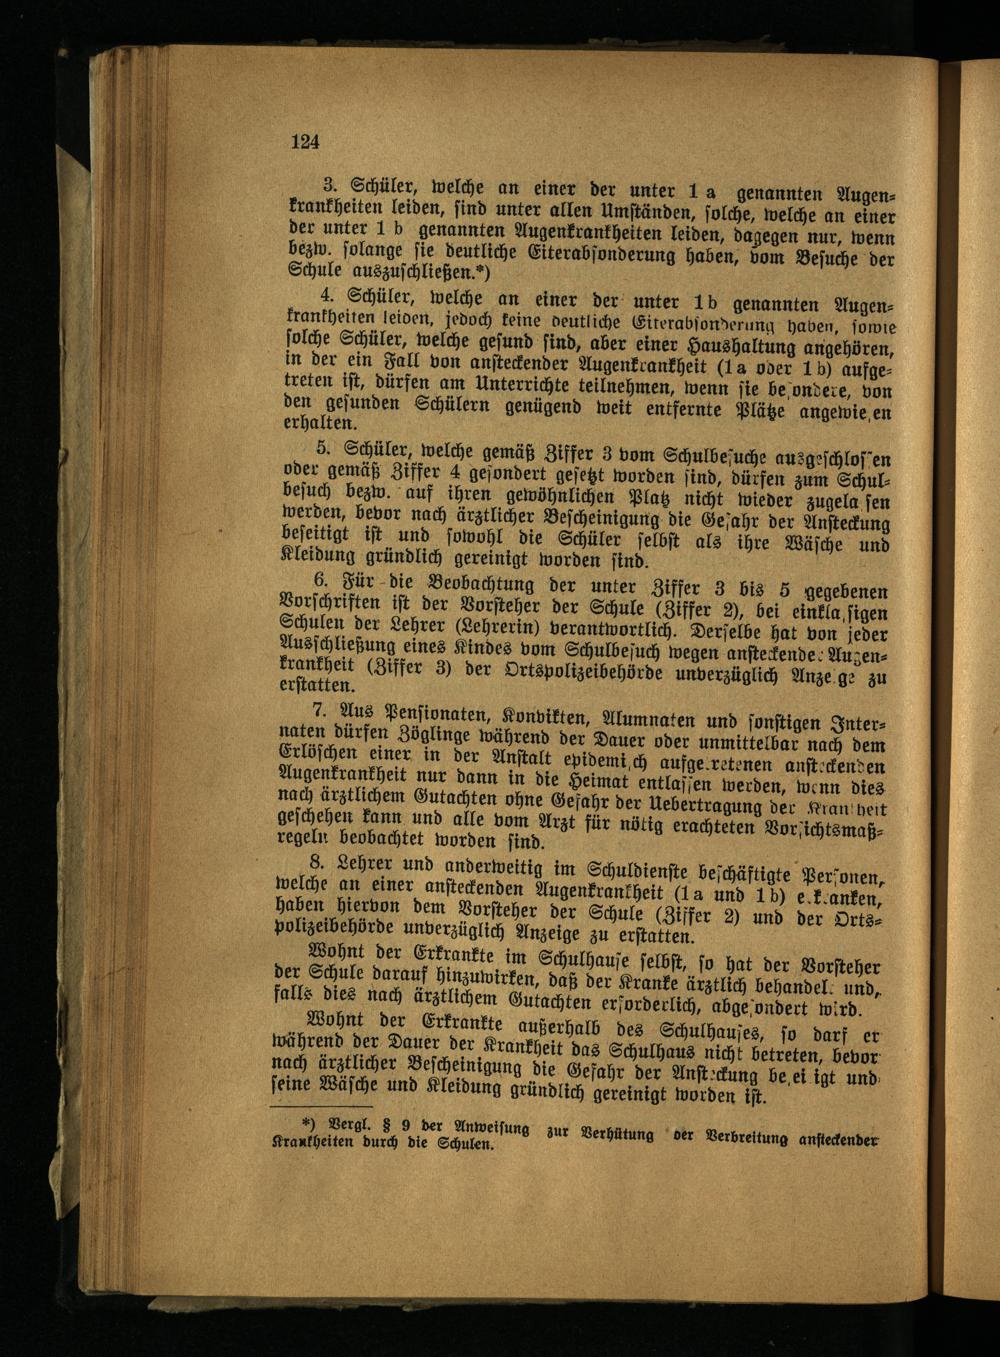 124
3. Schüler, welche an einer der unter 1 a genannten Augen-
krankheiten leiden, sind unter allen Umständen, solche, welche an einer
der unter 1 b genannten Augenkrankheiten leiden, dagegen nur, wenn
bezw. solange sie deutliche Eiterabsonderung haben, vom Besuche der
Schule auszuschließen.*)
4. Schüler, welche an einer der unter 1b genannten Augen-
krankheiten leiden, jedoch keine deutliche Eiterabsonderung haben, sowie
solche Schüler, welche gesund sind, aber einer Haushaltung angehören,
in der ein Fall von ansteckender Augenkrankheit (1a oder 1b) aufge-
treten ist, dürfen am Unterrichte teilnehmen, wenn sie besondere, von
den gesunden Schülern genügend weit entfernte Plätze angewiesen
erhalten.
5. Schüler, welche gemäß Ziffer 3 vom Schulbesuche ausgeschlossen
oder gemäß Ziffer 4 gesondert gesetzt worden sind, dürfen zum Schul-
besuch bezw. auf ihren gewöhnlichen Platz nicht wieder zugelassen
werden, bevor nach ärztlicher Bescheinigung die Gefahr der Ansteckung
beseitigt ist und sowohl die Schüler selbst als ihre Wäsche und
Kleidung gründlich gereinigt worden sind.
6. Für die Beobachtung der unter Ziffer 3 bis 5 gegebenen
Vorschriften ist der Vorsteher der Schule (Ziffer 2), bei einklassigen
Schulen der Lehrer (Lehrerin) verantwortlich. Derselbe hat von jeder
Ausschließung eines Kindes vom Schulbesuch wegen ansteckender Augen-
krankheit (Ziffer 3) der Ortspolizeibehörde unverzüglich Anzeige zu
erstatten.
7. Aus Pensionaten, Konvikten, Alumnaten und sonstigen Inter-
naten dürfen Zöglinge während der Dauer oder unmittelbar nach dem
Erlöschen einer in der Anstalt epidemisch aufgetretenen ansteckenden
Augenkrankheit nur dann in die Heimat entlassen werden, wenn dies
nach ärztlichem Gutachten ohne Gefahr der Uebertragung der Krankheit
geschehen kann und alle vom Arzt für nötig erachteten Vorsichtsmaß-
regeln beobachtet worden sind.
8. Lehrer und anderweitig im Schuldienste beschäftigte Personen,
welche an einer ansteckenden Augenkrankheit (1a und 1b) erkranken,
haben hiervon dem Vorsteher der Schule (Ziffer 2) und der Orts-
polizeibehörde unverzüglich Anzeige zu erstatten.
Wohnt der Erkrankte im Schulhause selbst, so hat der Vorsteher
der Schule darauf hinzuwirken, daß der Kranke ärztlich behandelt und,
falls dies nach ärztlichem Gutachten erforderlich, abgesondert wird.
Wohnt der Erkrankte außerhalb des Schulhauses, so darf er
während der Dauer der Krankheit das Schulhaus nicht betreten, bevor
nach ärztlicher Bescheinigung die Gefahr der Ansteckung beseitigt und
seine Wäsche und Kleidung gründlich gereinigt worden ist.
*) Vergl. § 9 der Anweisung zur Verhütung der Verbreitung ansteckender
Krankheiten durch die Schulen.